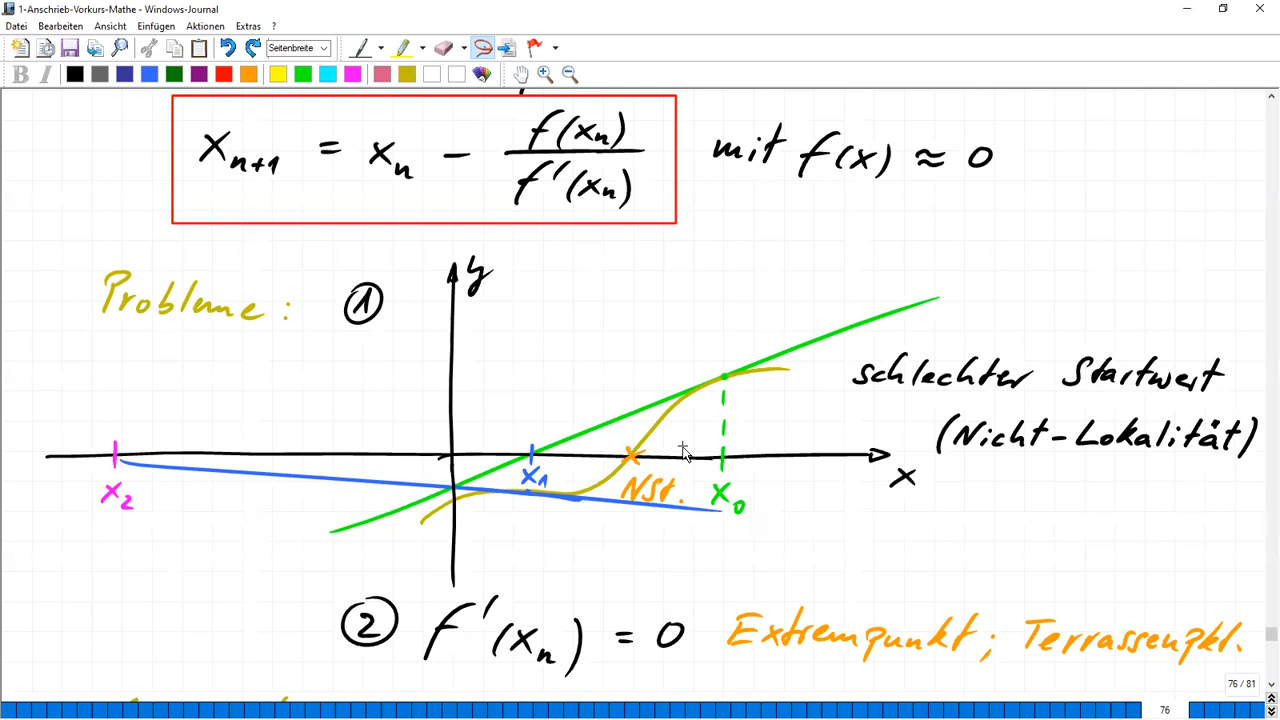 1-Anschrieb-Vorkurs-Mathe - Windows-Journal
Datei Bearbeiten Ansicht Einfügen Aktionen Extras ?
Seitenbreite
B I
x_{n+1} = x_n - f(x_n) / f'(x_n) mit f(x) ≈ 0
Probleme: ① y
schlechter Startwert
(Nicht-Lokalität)
x_2 x_1 NSt. x_0 x
② f'(x_n) = 0 Extrempunkt; Terrassenpkt.
76 / 81
76